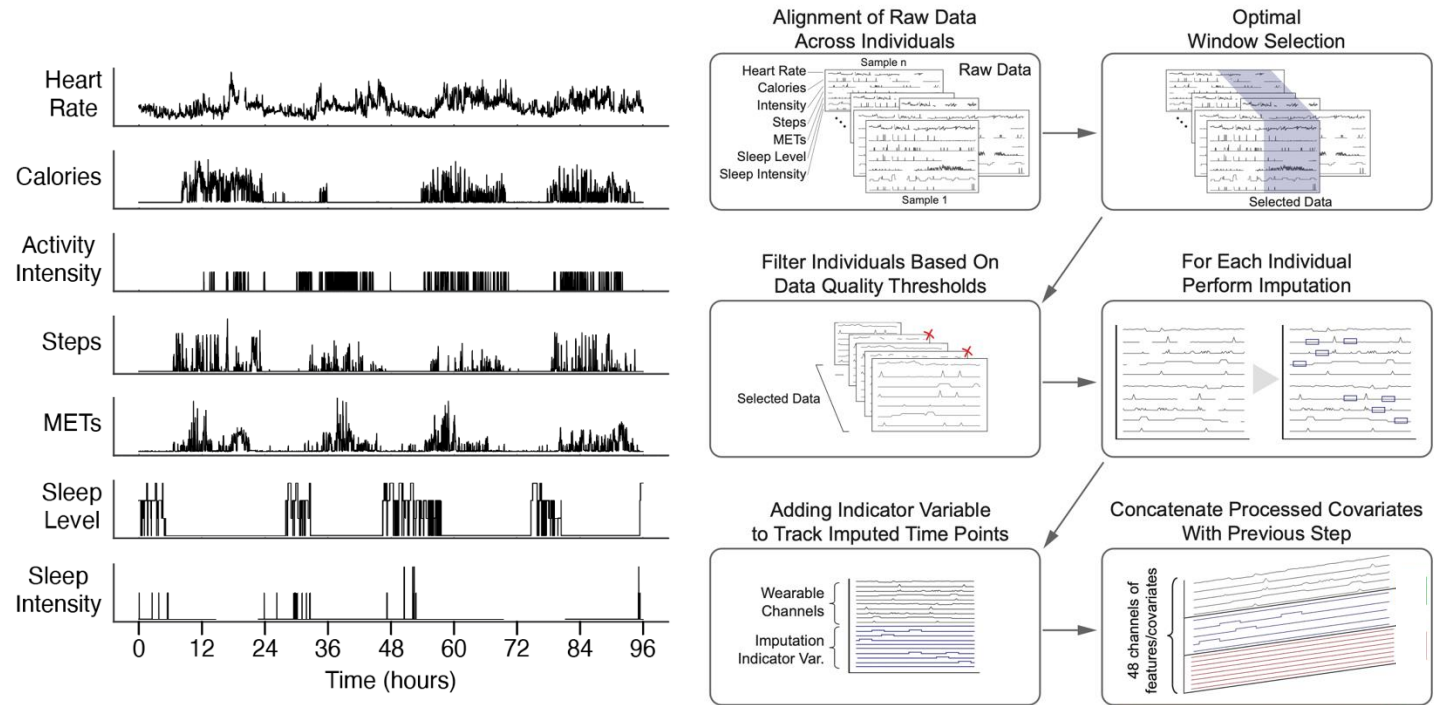 Heart
Rate
Calories
Activity
Intensity
Steps
METs
Sleep
Level
Sleep
Intensity
0 12 24 36 48 60 72 84 96
Time (hours)
Alignment of Raw Data
Across Individuals
Sample n
Raw Data
Heart Rate
Calories
Intensity
Steps
METs
Sleep Level
Sleep Intensity
Sample 1
Optimal
Window Selection
Selected Data
Filter Individuals Based On
Data Quality Thresholds
Selected Data
For Each Individual
Perform Imputation
Adding Indicator Variable
to Track Imputed Time Points
Wearable
Channels
Imputation
Indicator Var.
Concatenate Processed Covariates
With Previous Step
48 channels of
features/covariates